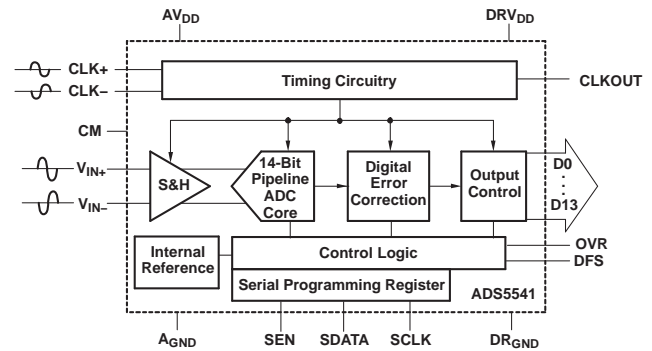 AVDD
DRVDD
CLK+
CLK–
Timing Circuitry
CLKOUT
CM
VIN+
VIN–
S&H
14-Bit
Pipeline
ADC
Core
Digital
Error
Correction
Output
Control
D0
D13
Internal
Reference
Control Logic
OVR
DFS
Serial Programming Register
ADS5541
AGND
SEN
SDATA
SCLK
DRGND